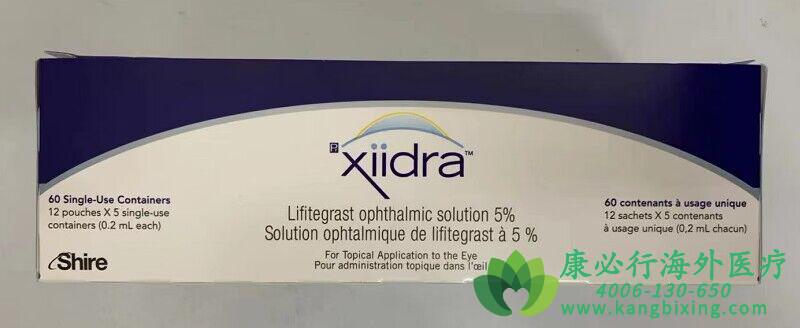 Pr xiidra™
60 Single-Use Containers
12 pouches X 5 single-use
containers (0.2 mL each)
Lifitegrast ophthalmic solution 5%
Solution ophtalmique de lifitegrast à 5 %
For Topical Application to the Eye
Pour administration topique dans l'œil
60 contenants à usage unique
12 sachets X 5 contenants
à usage unique (0,2 mL chacun)
Shire
康必行海外医疗
4006-130-650
www.kangbixing.com